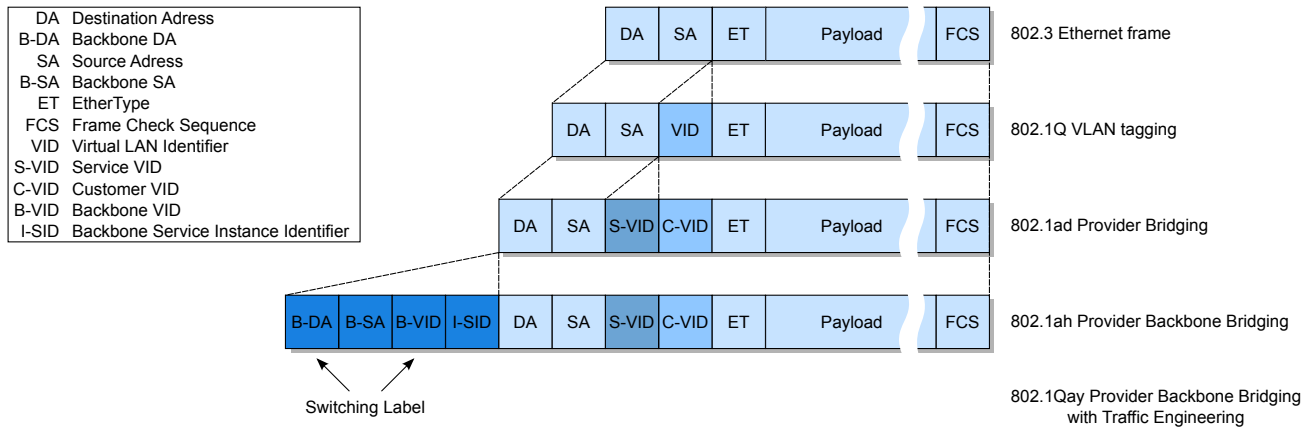 DA Destination Adress
B-DA Backbone DA
SA Source Adress
B-SA Backbone SA
ET EtherType
FCS Frame Check Sequence
VID Virtual LAN Identifier
S-VID Service VID
C-VID Customer VID
B-VID Backbone VID
I-SID Backbone Service Instance Identifier
DA SA ET Payload FCS 802.3 Ethernet frame
DA SA VID ET Payload FCS 802.1Q VLAN tagging
DA SA S-VID C-VID ET Payload FCS 802.1ad Provider Bridging
B-DA B-SA B-VID I-SID DA SA S-VID C-VID ET Payload FCS 802.1ah Provider Backbone Bridging
Switching Label
802.1Qay Provider Backbone Bridging
with Traffic Engineering